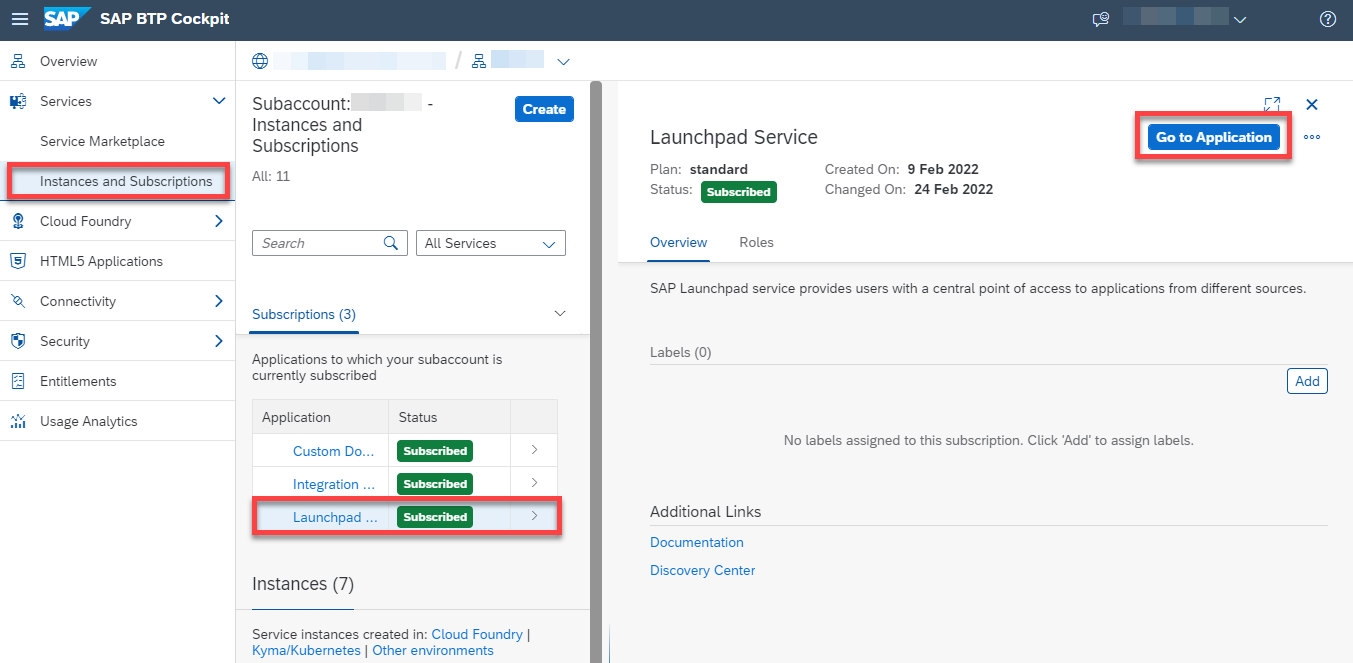 SAP SAP BTP Cockpit
Overview
Services
Service Marketplace
Instances and Subscriptions
Cloud Foundry
HTML5 Applications
Connectivity
Security
Entitlements
Usage Analytics
/
Subaccount: -
Instances and
Subscriptions
Create
All: 11
Search
All Services
Subscriptions (3)
Applications to which your subaccount is
currently subscribed
Application Status
Custom Do... Subscribed
Integration ... Subscribed
Launchpad ... Subscribed
Instances (7)
Service instances created in: Cloud Foundry |
Kyma/Kubernetes | Other environments
Launchpad Service
Go to Application
Plan: standard
Status: Subscribed
Created On: 9 Feb 2022
Changed On: 24 Feb 2022
Overview Roles
SAP Launchpad service provides users with a central point of access to applications from different sources.
Labels (0)
Add
No labels assigned to this subscription. Click 'Add' to assign labels.
Additional Links
Documentation
Discovery Center